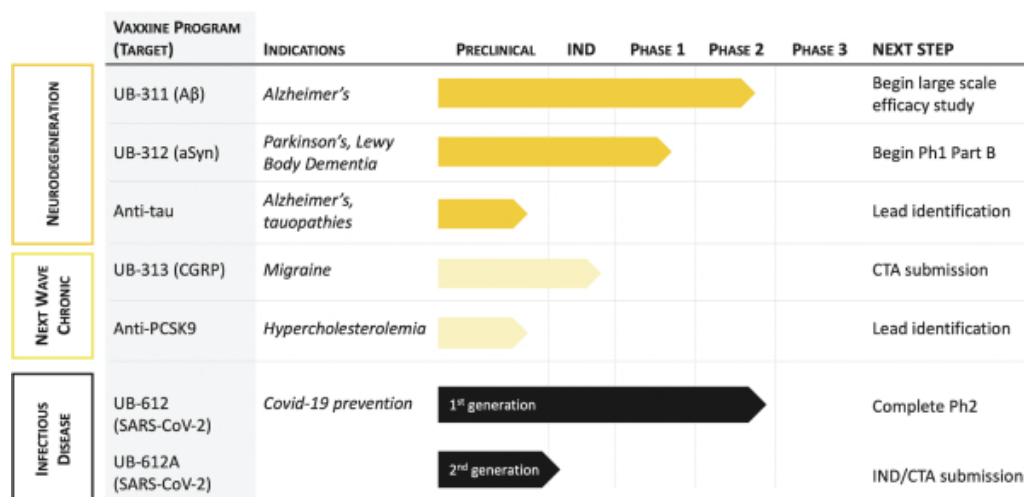 VAXXINE PROGRAM
(TARGET)
INDICATIONS
PRECLINICAL
IND
PHASE 1
PHASE 2
PHASE 3
NEXT STEP
NEURODEGENERATION
UB-311 (Aβ)
Alzheimer's
Begin large scale
efficacy study
UB-312 (aSyn)
Parkinson's, Lewy
Body Dementia
Begin Ph1 Part B
Anti-tau
Alzheimer's,
tauopathies
Lead identification
NEXT WAVE
CHRONIC
UB-313 (CGRP)
Migraine
CTA submission
Anti-PCSK9
Hypercholesterolemia
Lead identification
INFECTIOUS
DISEASE
UB-612
(SARS-CoV-2)
Covid-19 prevention
1st generation
Complete Ph2
UB-612A
(SARS-CoV-2)
2nd generation
IND/CTA submission